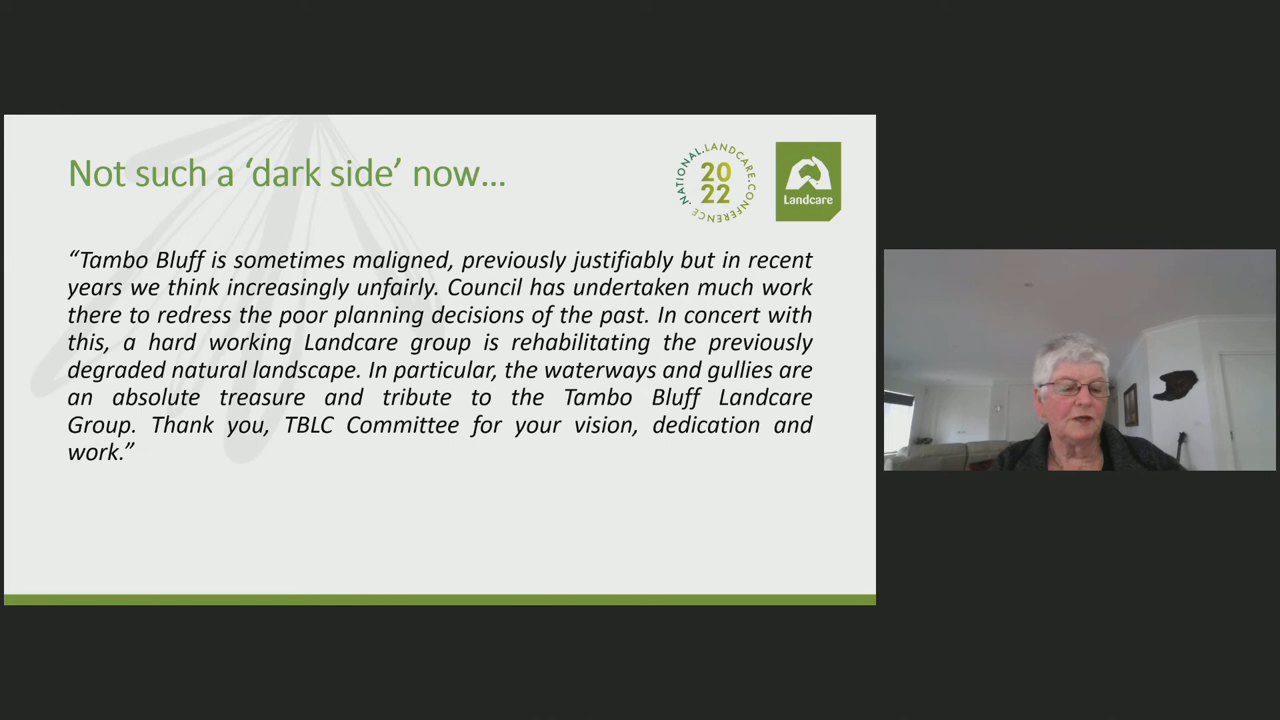 Not such a ‘dark side’ now...
NATIONAL.LANDCARE.CONFERENCE.
20
22
Landcare
“Tambo Bluff is sometimes maligned, previously justifiably but in recent
years we think increasingly unfairly. Council has undertaken much work
there to redress the poor planning decisions of the past. In concert with
this, a hard working Landcare group is rehabilitating the previously
degraded natural landscape. In particular, the waterways and gullies are
an absolute treasure and tribute to the Tambo Bluff Landcare
Group. Thank you, TBLC Committee for your vision, dedication and
work.”